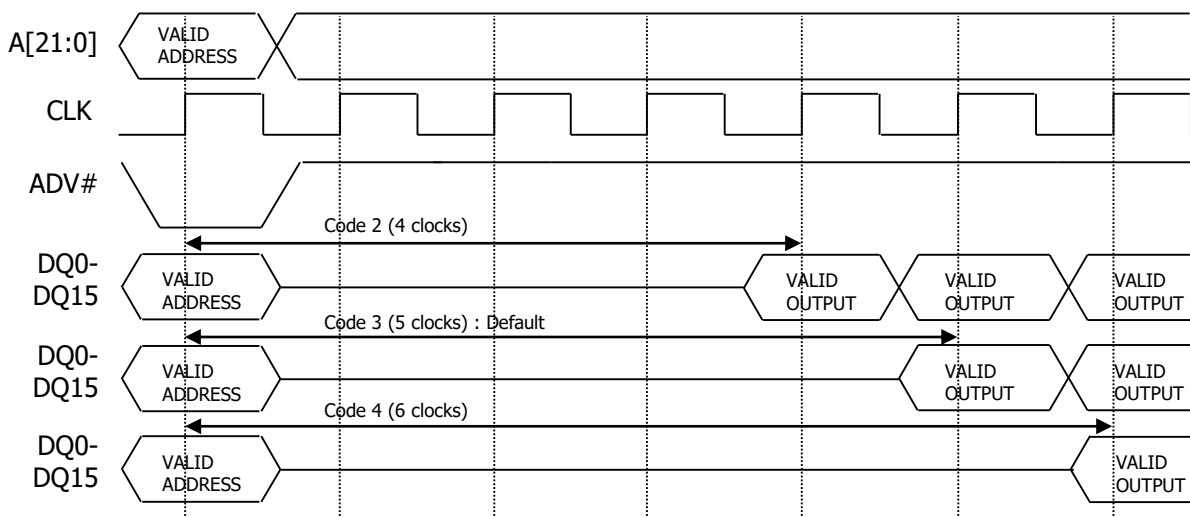 A[21:0]
VALID
ADDRESS
CLK
ADV#
Code 2 (4 clocks)
DQ0-
DQ15
VALID
ADDRESS
VALID
OUTPUT
VALID
OUTPUT
VALID
OUTPUT
Code 3 (5 clocks) : Default
DQ0-
DQ15
VALID
ADDRESS
VALID
OUTPUT
VALID
OUTPUT
Code 4 (6 clocks)
DQ0-
DQ15
VALID
ADDRESS
VALID
OUTPUT